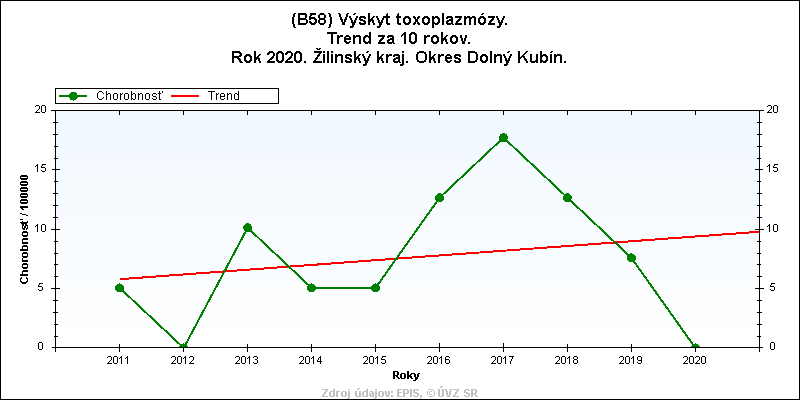 (B58) Výskyt toxoplazmózy.
Trend za 10 rokov.
Rok 2020. Žilinský kraj. Okres Dolný Kubín.
Chorobnosť Trend
20 20
15 15
10 10
5 5
0 0
Chorobnosť / 100000
2011 2012 2013 2014 2015 2016 2017 2018 2019 2020
Roky
Zdroj údajov: EPIS, © ÚVZ SR